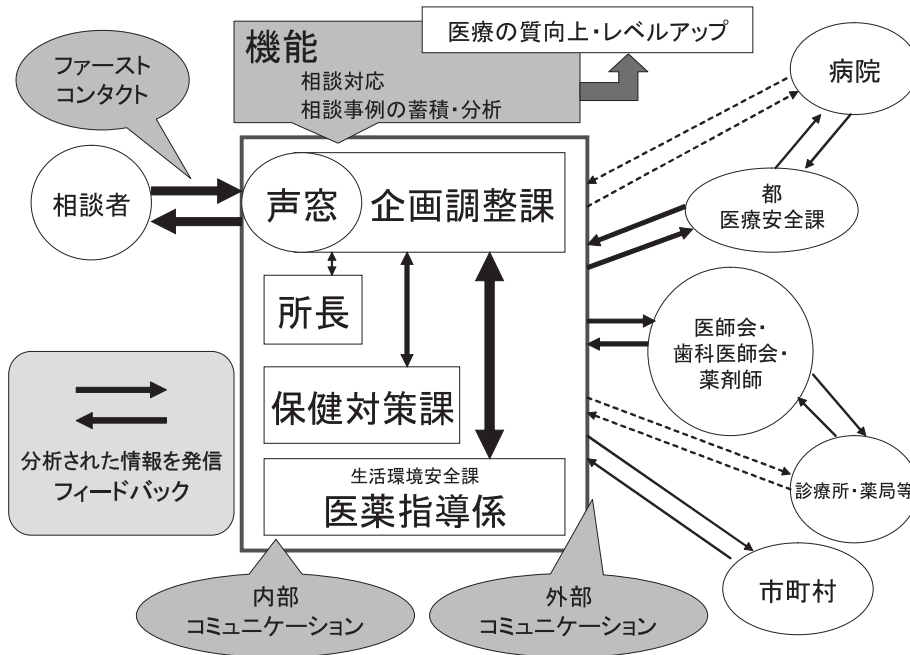 医療の質向上・レベルアップ
機能
相談対応
相談事例の蓄積・分析
ファースト
コンタクト
病院
相談者
声窓
企画調整課
都
医療安全課
所長
医師会・
歯科医師会・
薬剤師
保健対策課
分析された情報を発信
フィードバック
生活環境安全課
医薬指導係
診療所・薬局等
市町村
内部
コミュニケーション
外部
コミュニケーション